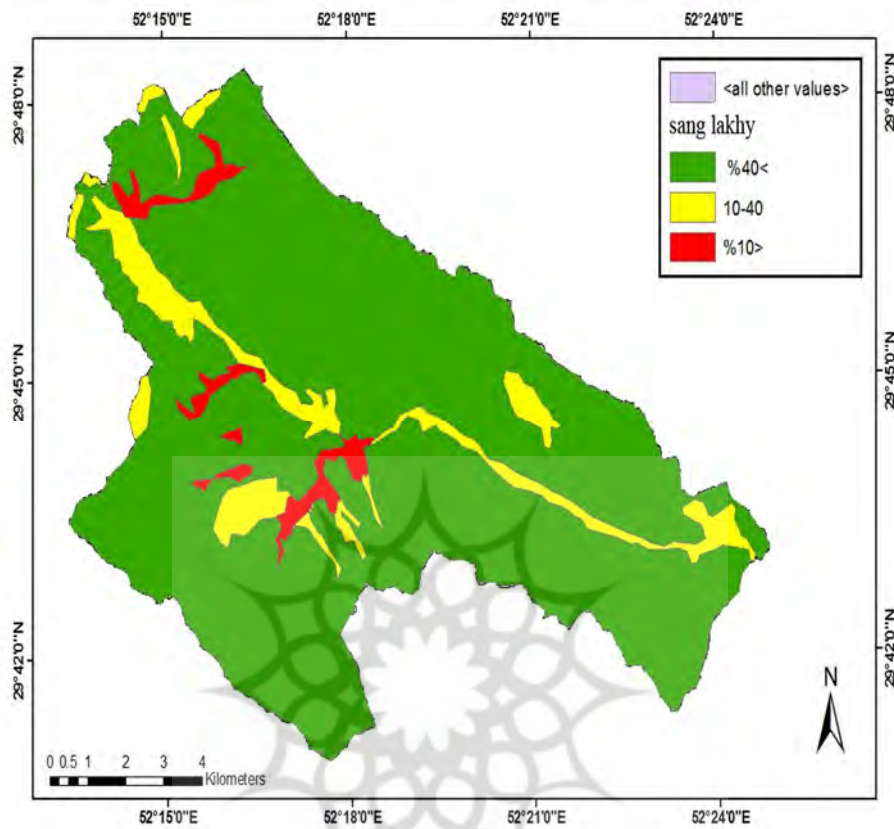 52°15'0"E 52°18'0"E 52°21'0"E 52°24'0"E
29°48'0"N 29°48'0"N
<all other values>
sang lakhy
%40<
10-40
%10>
29°45'0"N 29°45'0"N
29°42'0"N 29°42'0"N
N
0 0.5 1 2 3 4
Kilometers
52°15'0"E 52°18'0"E 52°21'0"E 52°24'0"E